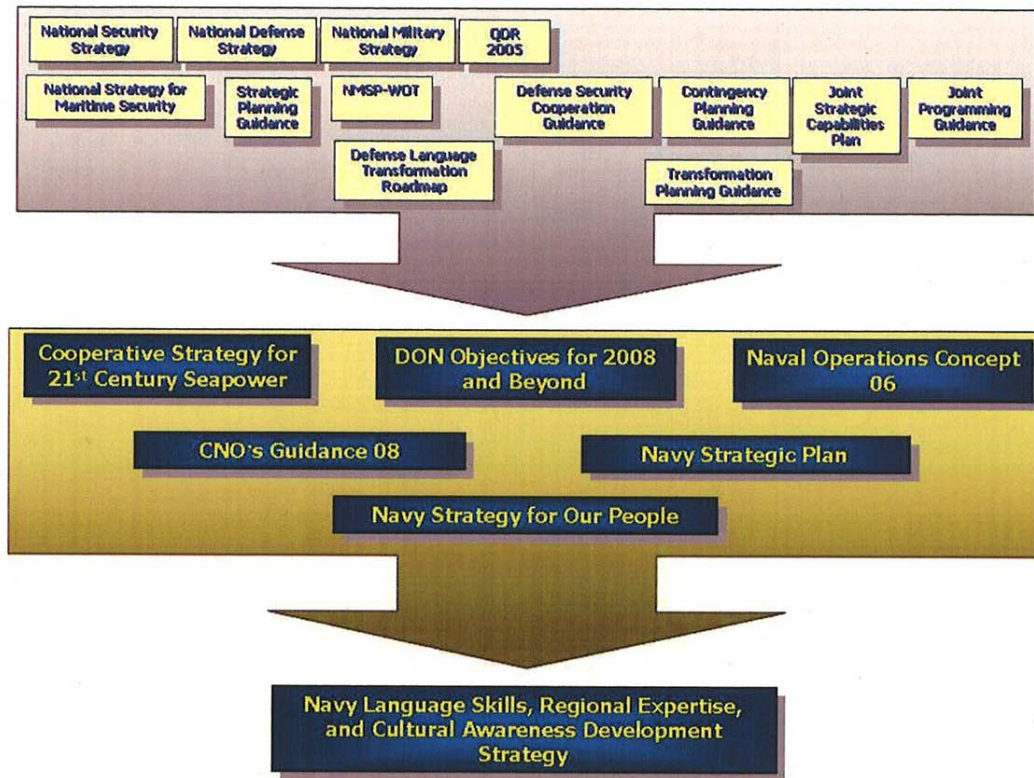 National Security
Strategy
National Defense
Strategy
National Military
Strategy
QDR
2005
National Strategy for
Maritime Security
Strategic
Planning
Guidance
NMSP-WOT
Defense Security
Cooperation
Guidance
Contingency
Planning
Guidance
Joint
Strategic
Capabilities
Plan
Joint
Programming
Guidance
Defense Language
Transformation
Roadmap
Transformation
Planning Guidance
Cooperative Strategy for
21st Century Seapower
DON Objectives for 2008
and Beyond
Naval Operations Concept
06
CNO's Guidance 08
Navy Strategic Plan
Navy Strategy for Our People
Navy Language Skills, Regional Expertise,
and Cultural Awareness Development
Strategy